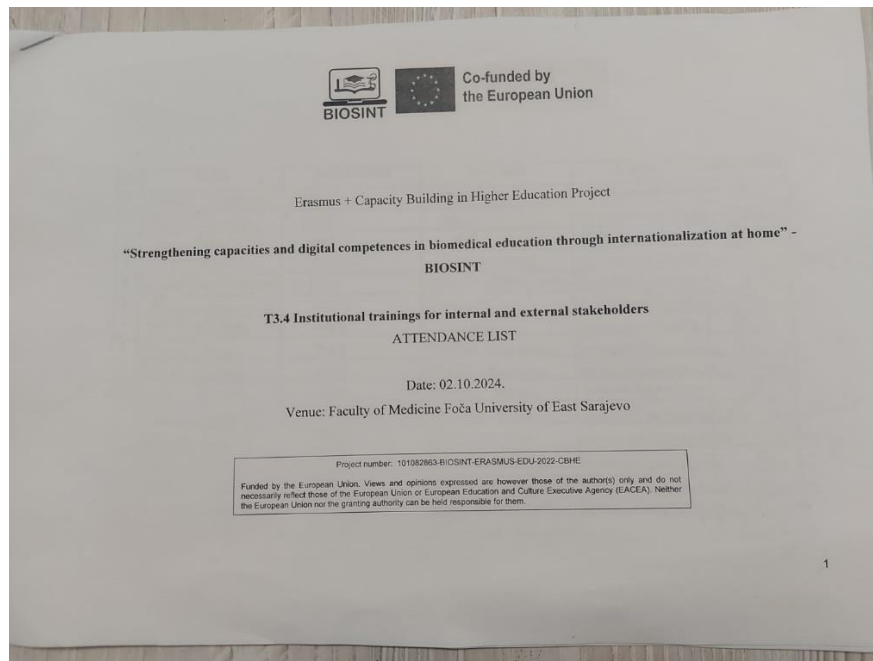 BIOSINT
Co-funded by
the European Union
Erasmus + Capacity Building in Higher Education Project
“Strengthening capacities and digital competences in biomedical education through internationalization at home” -
BIOSINT
T3.4 Institutional trainings for internal and external stakeholders
ATTENDANCE LIST
Date: 02.10.2024.
Venue: Faculty of Medicine Foča University of East Sarajevo
Project number: 101082863-BIOSINT-ERASMUS-EDU-2022-CBHE
Funded by the European Union. Views and opinions expressed are however those of the author(s) only and do not
necessarily reflect those of the European Union or European Education and Culture Executive Agency (EACEA). Neither
the European Union nor the granting authority can be held responsible for them.
1